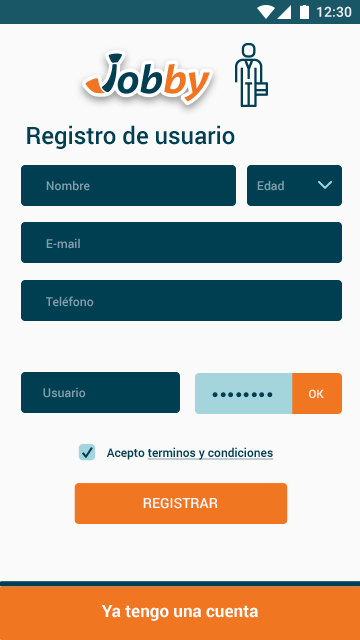 12:30
Jobby
Registro de usuario
Nombre
Edad
E-mail
Teléfono
Usuario
●●●●●●●●
OK
Acepto terminos y condiciones
REGISTRAR
Ya tengo una cuenta